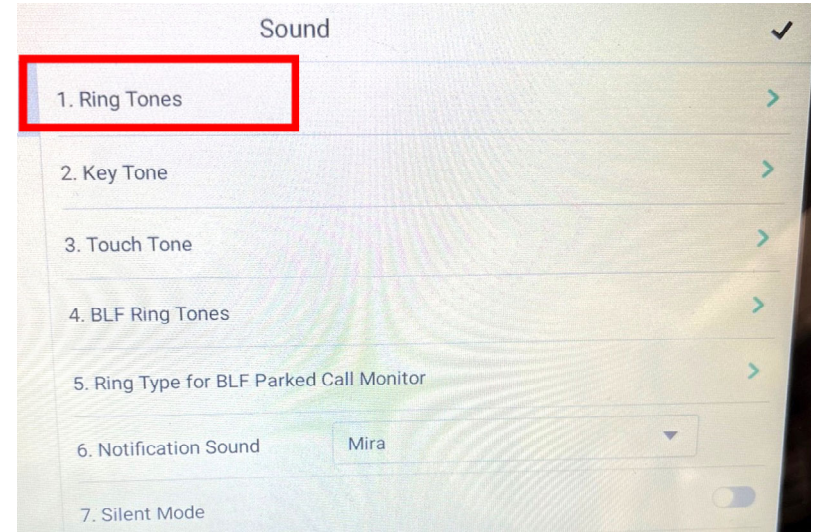 Sound
1. Ring Tones
2. Key Tone
3. Touch Tone
4. BLF Ring Tones
5. Ring Type for BLF Parked Call Monitor
6. Notification Sound Mira
7. Silent Mode